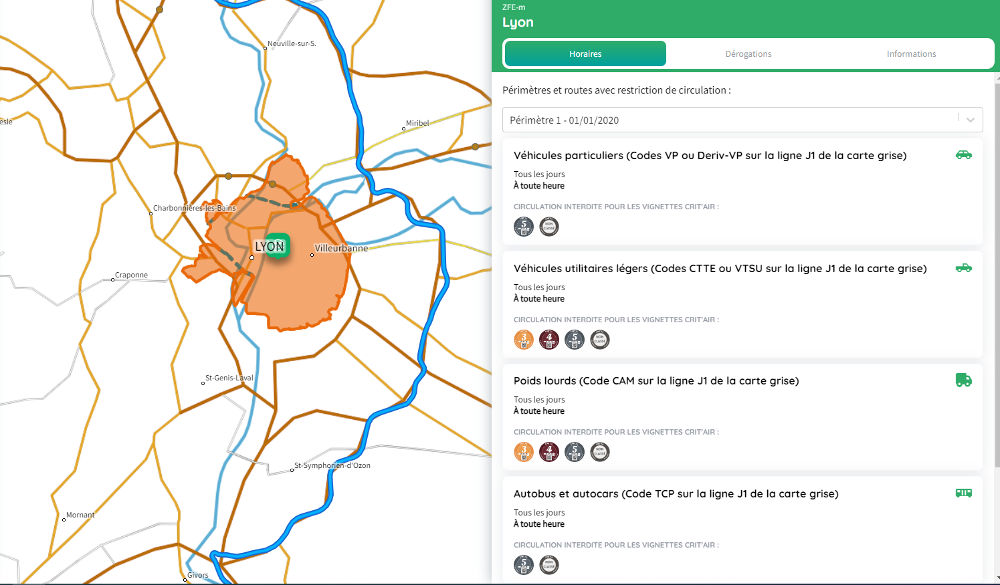 Neuville-sur-S.
esle
Miribel
Charbonnières-les-Bains
LYON
Villeurbanne
Craponne
St-Genis-Laval
St-Symphorien-d'Ozon
Mornant
Givors
ZFE-m
Lyon
Horaires
Dérogations
Informations
Périmètres et routes avec restriction de circulation :
Périmètre 1 - 01/01/2020
Véhicules particuliers (Codes VP ou Deriv-VP sur la ligne J1 de la carte grise)
Tous les jours
À toute heure
CIRCULATION INTERDITE POUR LES VIGNETTES CRIT'AIR :
5
NON CLASSÉ
Véhicules utilitaires légers (Codes CTTE ou VTSU sur la ligne J1 de la carte grise)
Tous les jours
À toute heure
CIRCULATION INTERDITE POUR LES VIGNETTES CRIT'AIR :
3
4
5
NON CLASSÉ
Poids lourds (Code CAM sur la ligne J1 de la carte grise)
Tous les jours
À toute heure
CIRCULATION INTERDITE POUR LES VIGNETTES CRIT'AIR :
3
4
5
NON CLASSÉ
Autobus et autocars (Code TCP sur la ligne J1 de la carte grise)
Tous les jours
À toute heure
CIRCULATION INTERDITE POUR LES VIGNETTES CRIT'AIR :
5
NON CLASSÉ